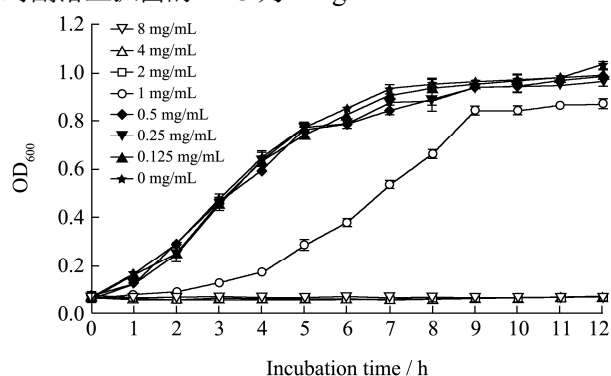 1.2
1.0
0.8
0.6
0.4
0.2
0.0
OD600
8 mg/mL
4 mg/mL
2 mg/mL
1 mg/mL
0.5 mg/mL
0.25 mg/mL
0.125 mg/mL
0 mg/mL
0 1 2 3 4 5 6 7 8 9 10 11 12
Incubation time / h